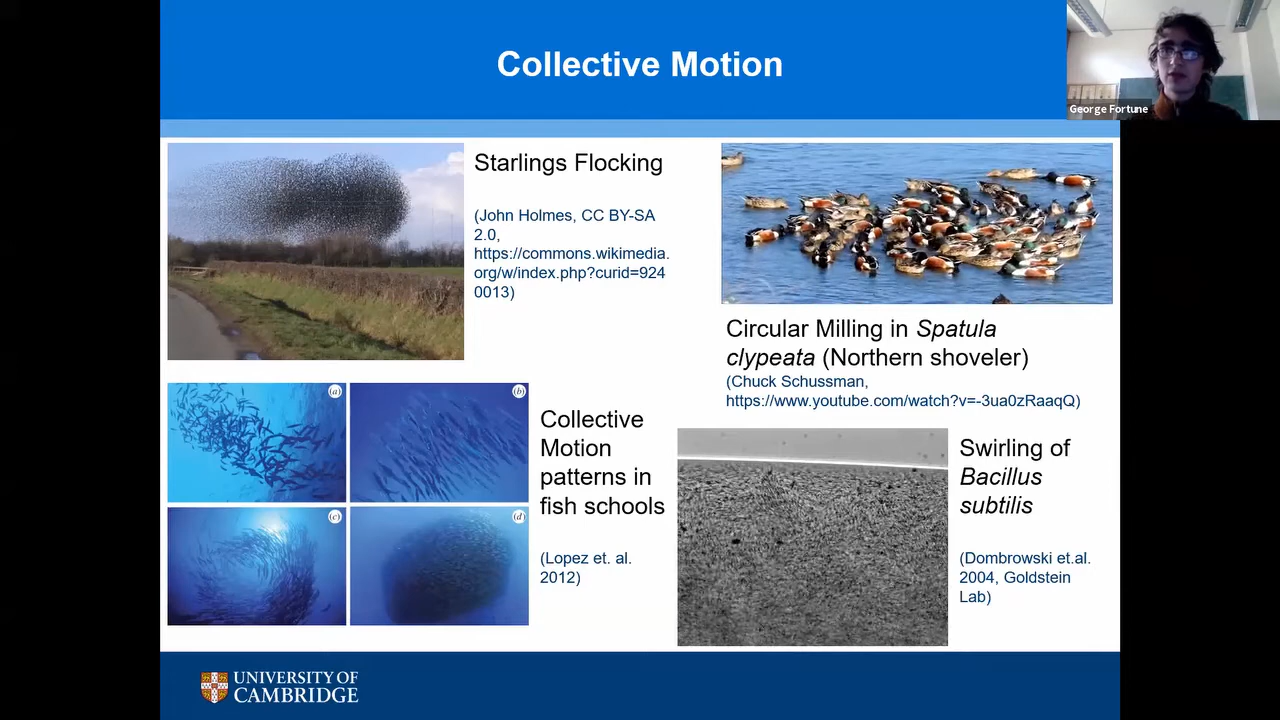 Collective Motion
George Fortune
Starlings Flocking
(John Holmes, CC BY-SA
2.0,
https://commons.wikimedia.
org/w/index.php?curid=924
0013)
Circular Milling in Spatula
clypeata (Northern shoveler)
(Chuck Schussman,
https://www.youtube.com/watch?v=-3ua0zRaaqQ)
(a)
(b)
(c)
(d)
Collective
Motion
patterns in
fish schools
(Lopez et. al.
2012)
Swirling of
Bacillus
subtilis
(Dombrowski et.al.
2004, Goldstein
Lab)
UNIVERSITY OF
CAMBRIDGE